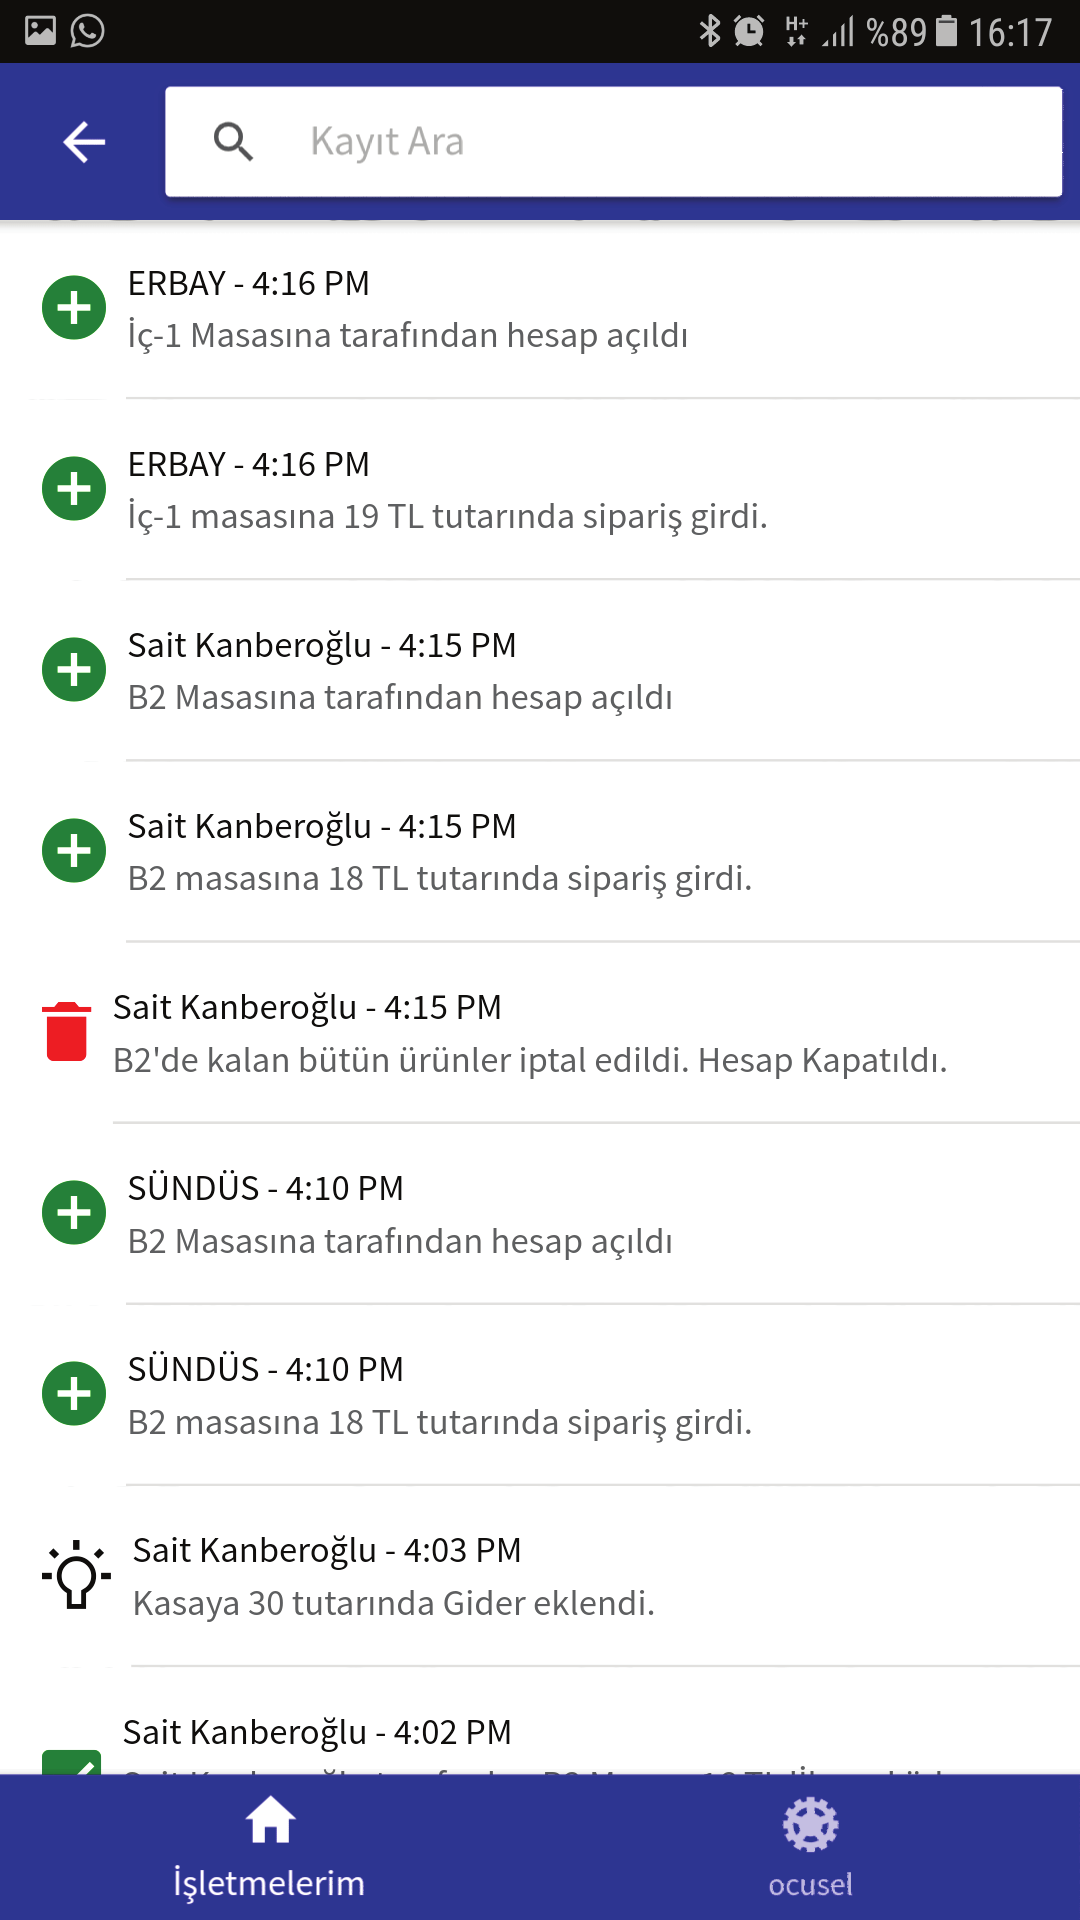 H+ %89 16:17
Kayıt Ara
ERBAY - 4:16 PM
İç-1 Masasına tarafından hesap açıldı
ERBAY - 4:16 PM
İç-1 masasına 19 TL tutarında sipariş girdi.
Sait Kanberoğlu - 4:15 PM
B2 Masasına tarafından hesap açıldı
Sait Kanberoğlu - 4:15 PM
B2 masasına 18 TL tutarında sipariş girdi.
Sait Kanberoğlu - 4:15 PM
B2'de kalan bütün ürünler iptal edildi. Hesap Kapatıldı.
SÜNDÜS - 4:10 PM
B2 Masasına tarafından hesap açıldı
SÜNDÜS - 4:10 PM
B2 masasına 18 TL tutarında sipariş girdi.
Sait Kanberoğlu - 4:03 PM
Kasaya 30 tutarında Gider eklendi.
Sait Kanberoğlu - 4:02 PM
İşletmelerim
ocusel